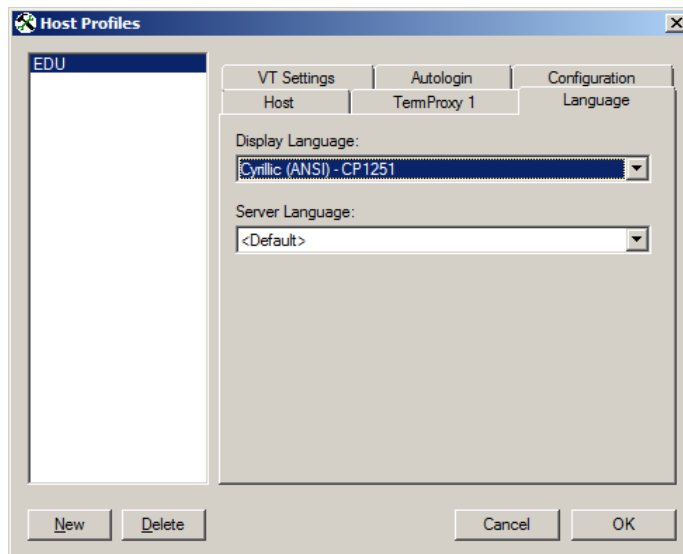 Host Profiles
EDU
VT Settings
Autologin
Configuration
Host
TermProxy 1
Language
Display Language:
Cyrillic (ANSI) - CP1251
Server Language:
<Default>
New
Delete
Cancel
OK